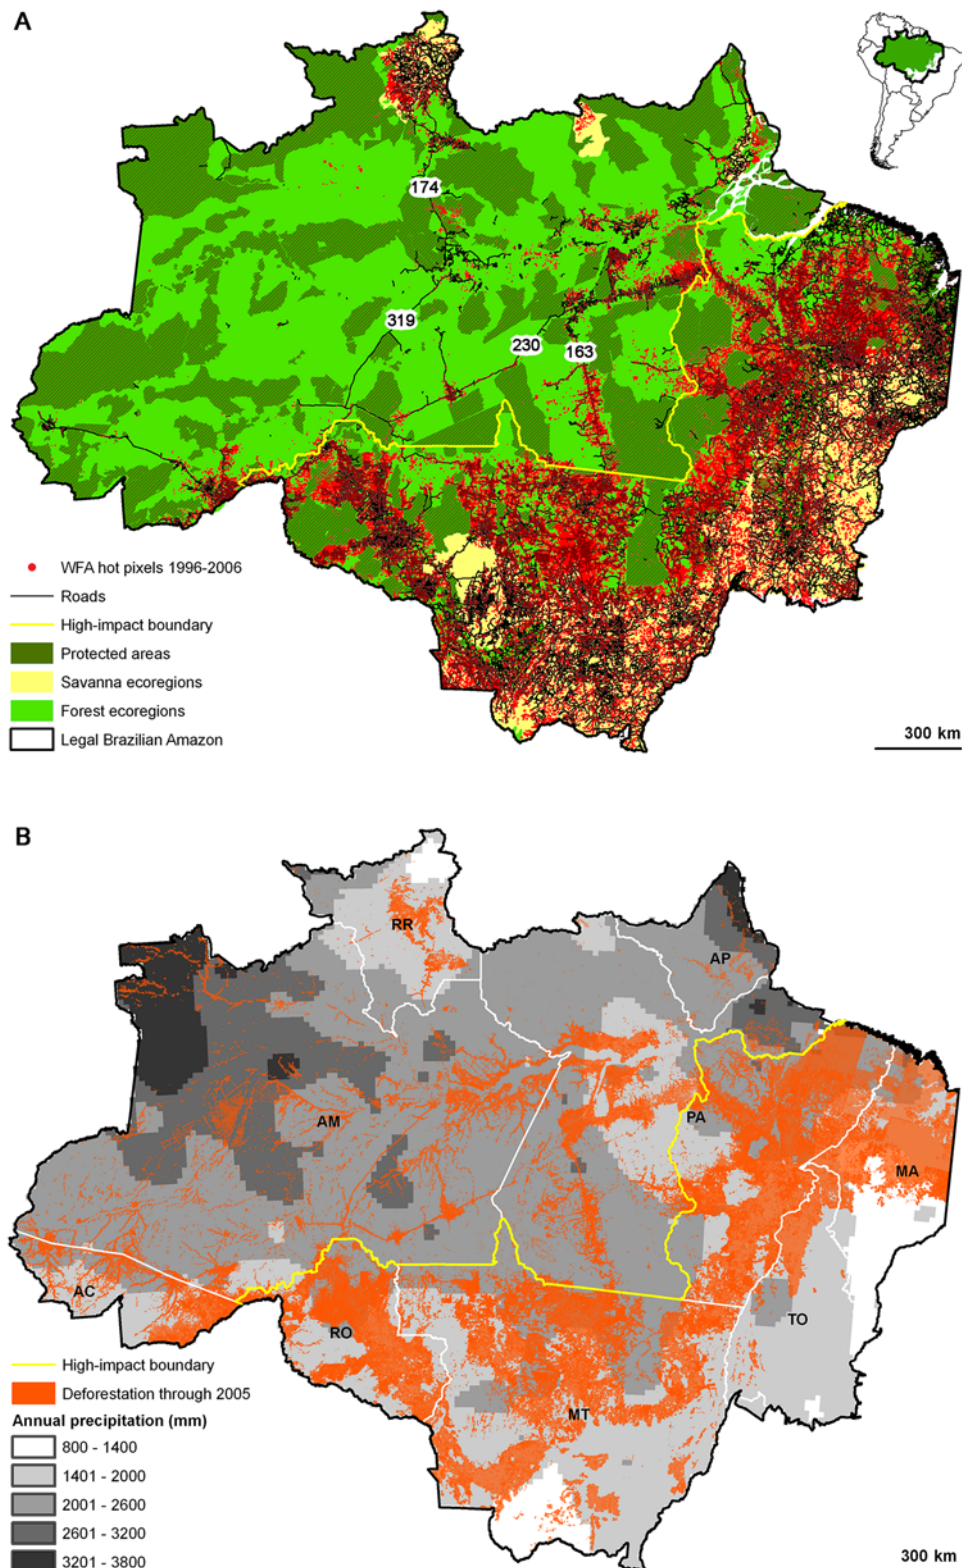 A
174
319
230
163
WFA hot pixels 1996-2006
Roads
High-impact boundary
Protected areas
Savanna ecoregions
Forest ecoregions
Legal Brazilian Amazon
300 km
B
RR
AP
AM
PA
MA
AC
RO
TO
MT
High-impact boundary
Deforestation through 2005
Annual precipitation (mm)
800 - 1400
1401 - 2000
2001 - 2600
2601 - 3200
3201 - 3800
300 km